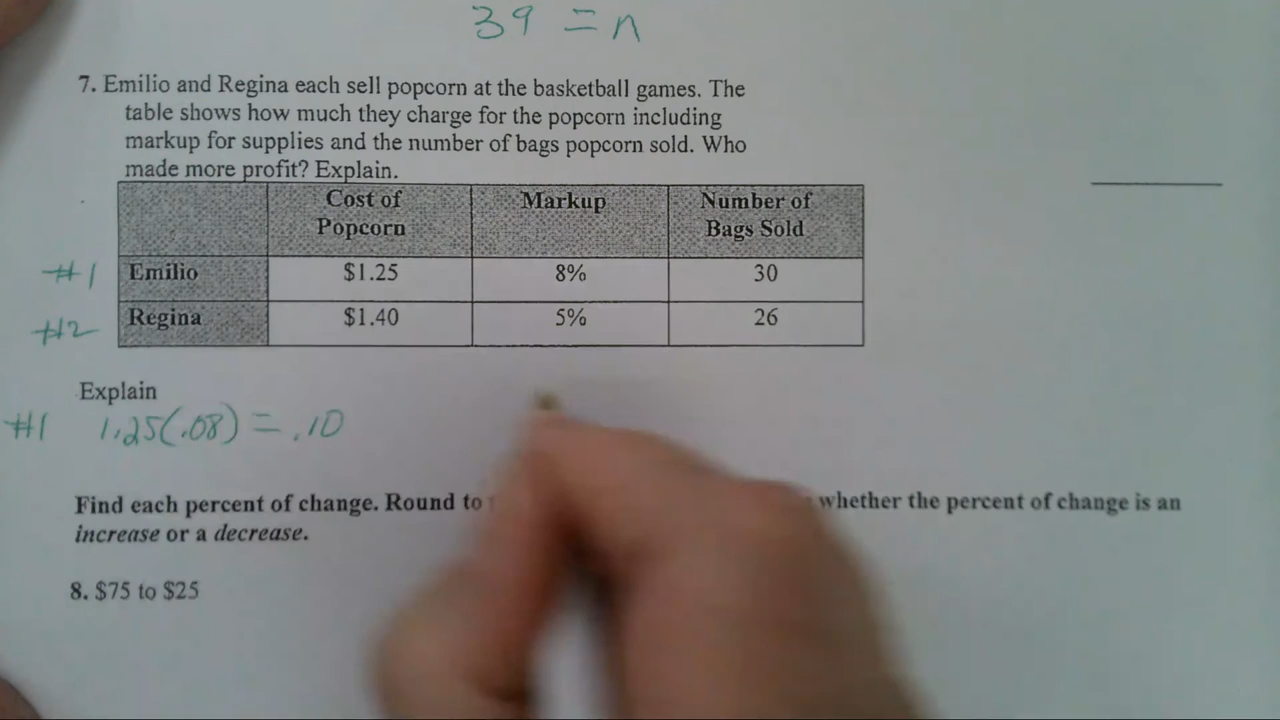 39 = n
7. Emilio and Regina each sell popcorn at the basketball games. The
table shows how much they charge for the popcorn including
markup for supplies and the number of bags popcorn sold. Who
made more profit? Explain.
Cost of Popcorn Markup Number of Bags Sold
#1 Emilio $1.25 8% 30
#2 Regina $1.40 5% 26
Explain
#1 1.25(.08) = .10
Find each percent of change. Round to whether the percent of change is an
increase or a decrease.
8. $75 to $25